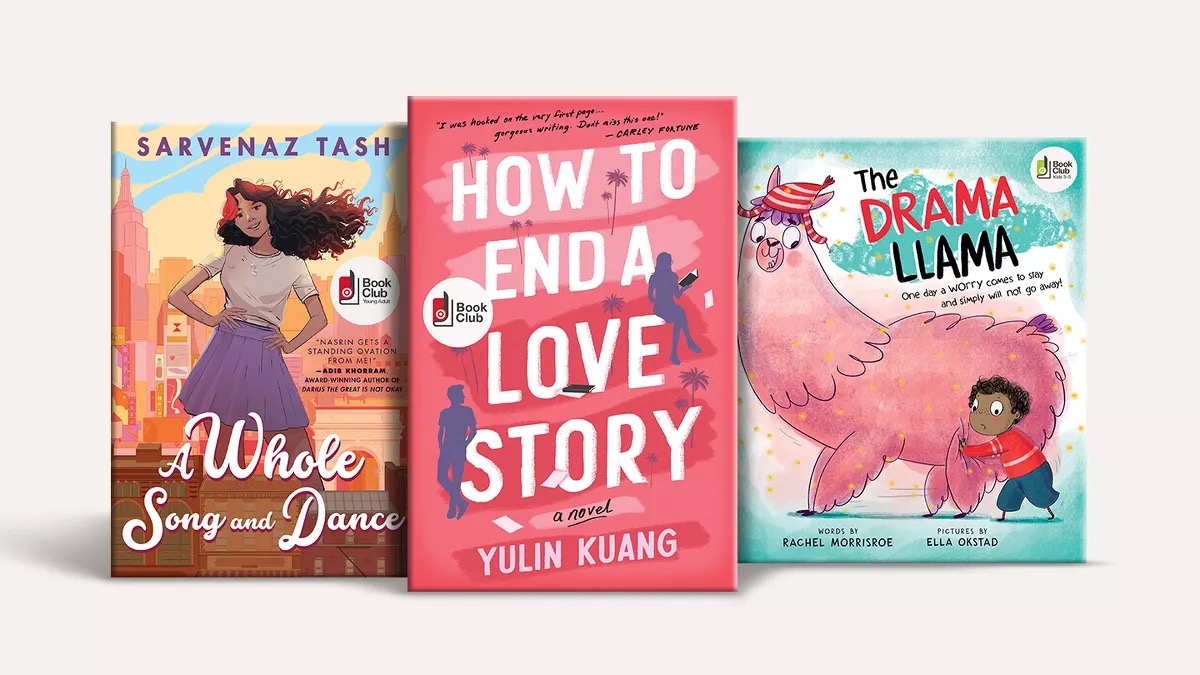 SARVENAZ TASH
Book
Club
Young Adult
"NASRIN GETS A
STANDING OVATION
FROM ME!"
—ADIB KHORRAM,
AWARD-WINNING AUTHOR OF
DARIUS THE GREAT IS NOT OKAY
A Whole
Song and Dance
"I was hooked on the very first page...
gorgeous writing. Don't miss this one!"
— CARLEY FORTUNE
HOW TO
END A
LOVE
STORY
Book
Club
a novel
YULIN KUANG
The
DRAMA
LLAMA
One day a WORRY comes to stay
and simply will not go away!
Book
Club
Kids 3-5
WORDS BY
RACHEL MORRISROE
PICTURES BY
ELLA OKSTAD